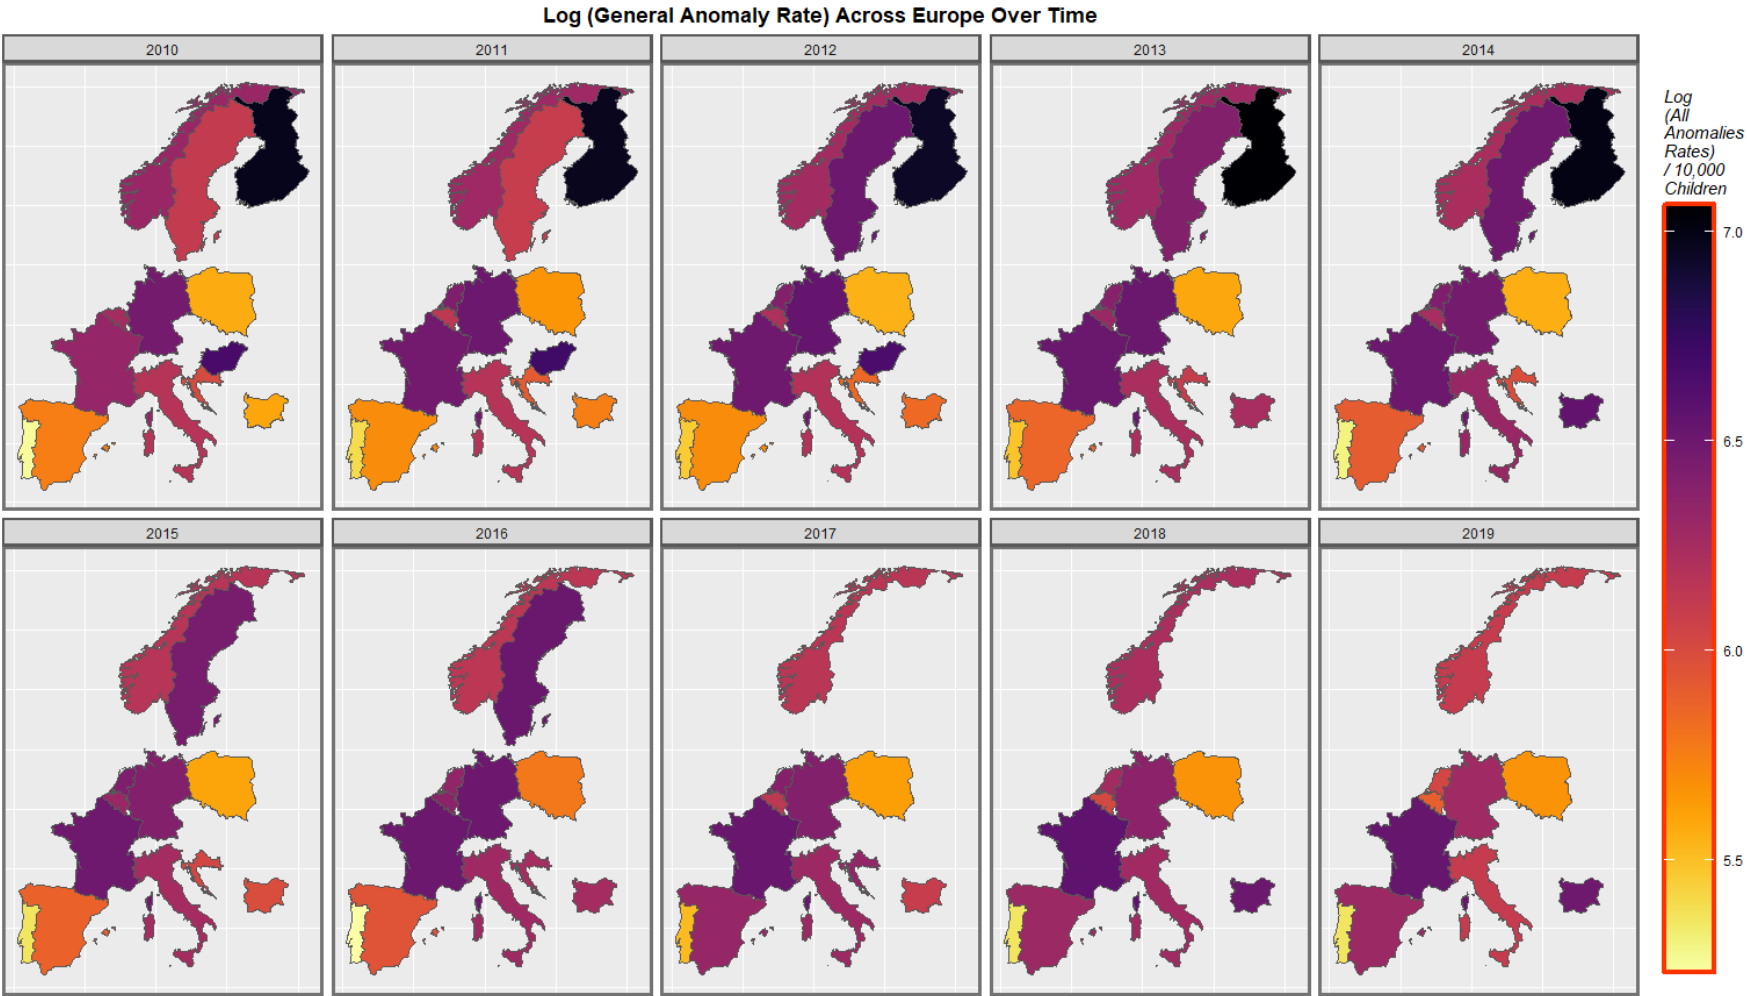 Log (General Anomaly Rate) Across Europe Over Time
2010
2011
2012
2013
2014
Log
(All
Anomalies
Rates)
/ 10,000
Children
7.0
6.5
6.0
5.5
2015
2016
2017
2018
2019